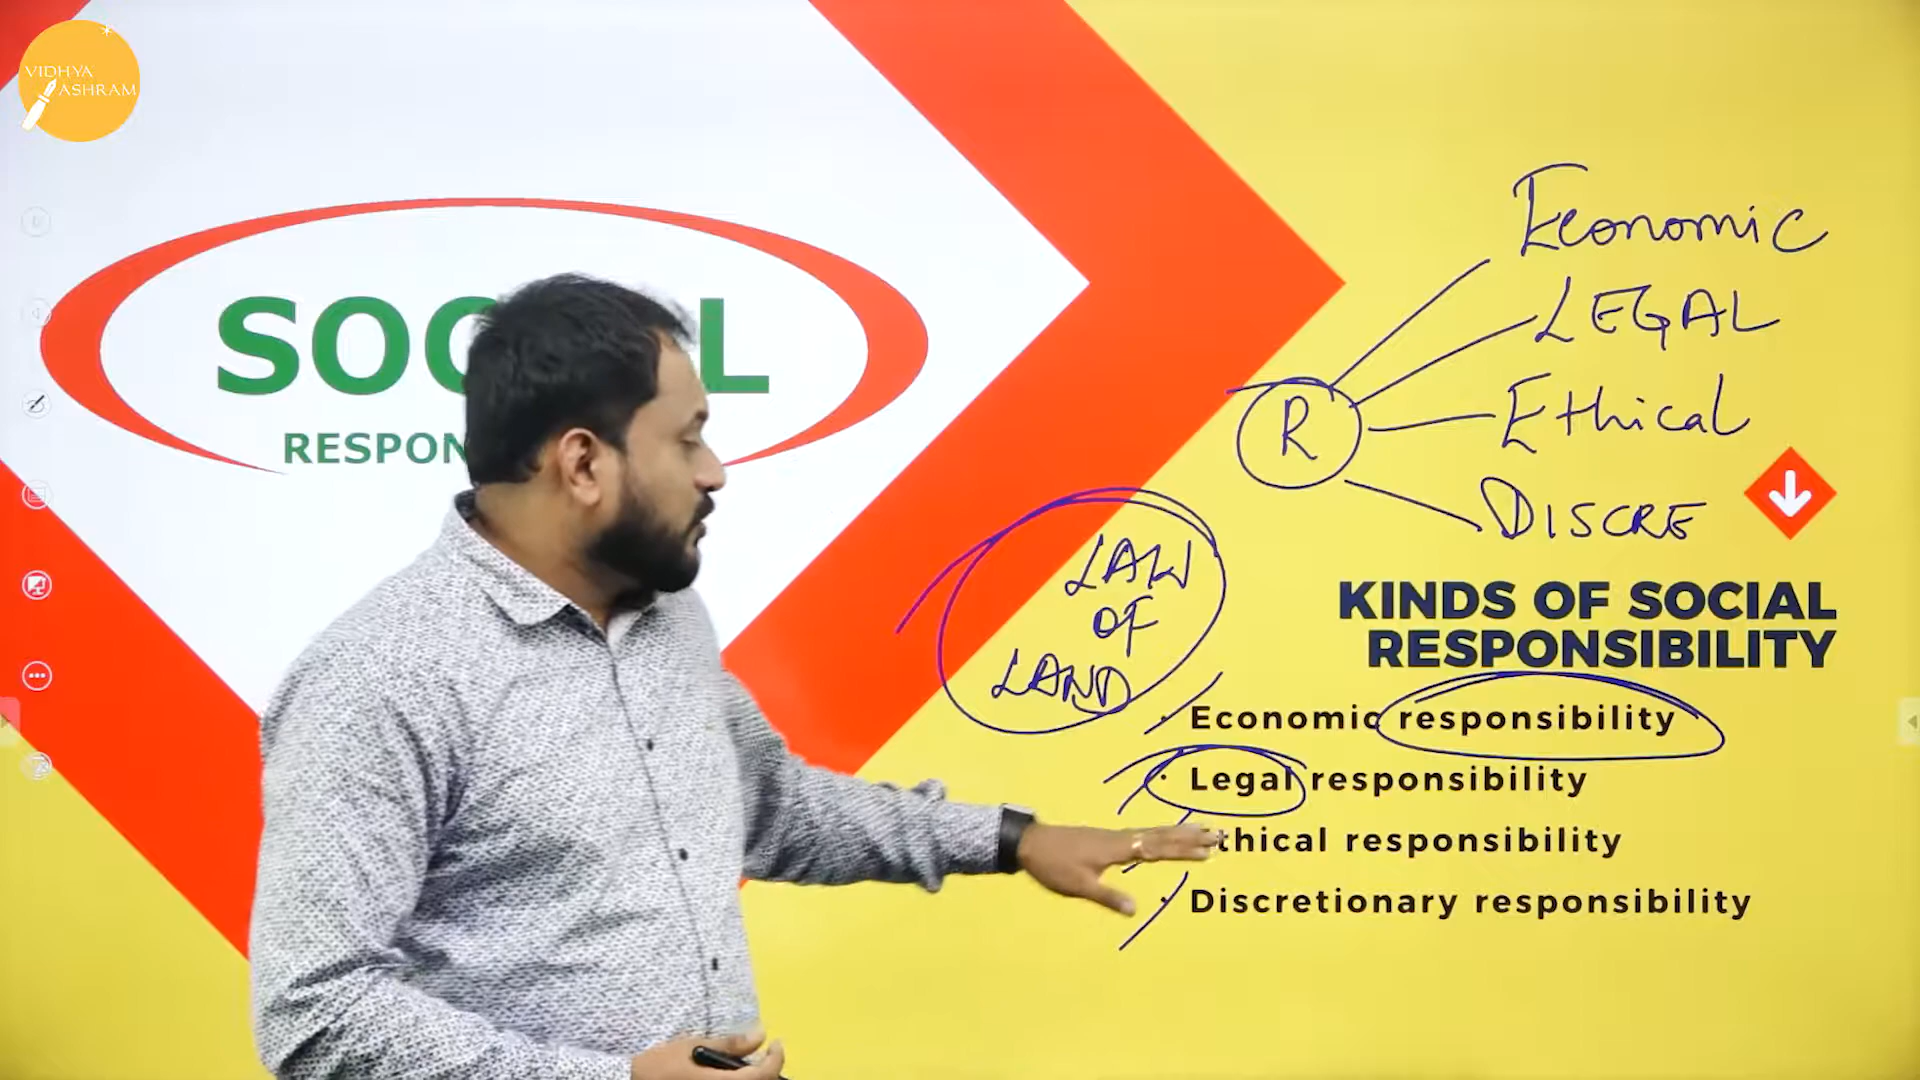 VIDHYA
ASHRAM
SOC L
RESPON
Economic
LEGAL
Ethical
DISCRE
R
LAW
OF
LAND
KINDS OF SOCIAL
RESPONSIBILITY
· Economic responsibility
· Legal responsibility
thical responsibility
· Discretionary responsibility